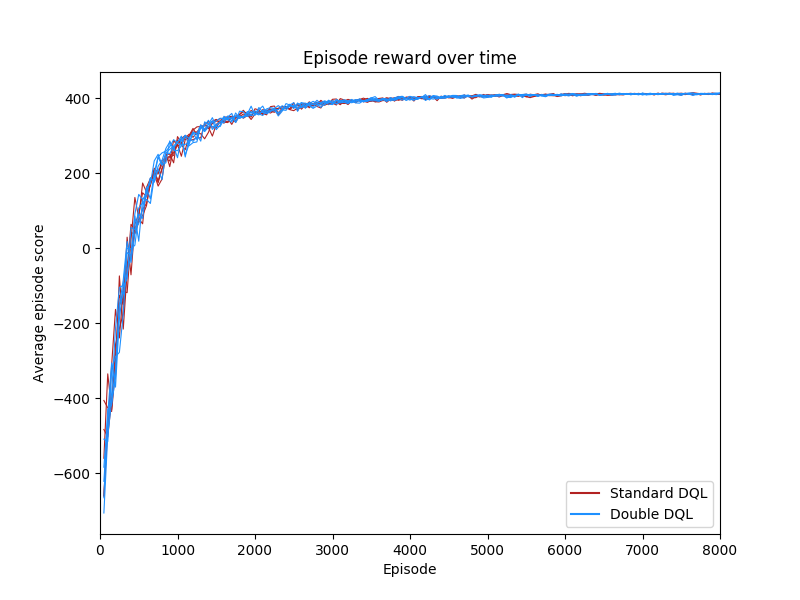 Episode reward over time
Average episode score
400
200
0
−200
−400
−600
0 1000 2000 3000 4000 5000 6000 7000 8000
Episode
Standard DQL
Double DQL